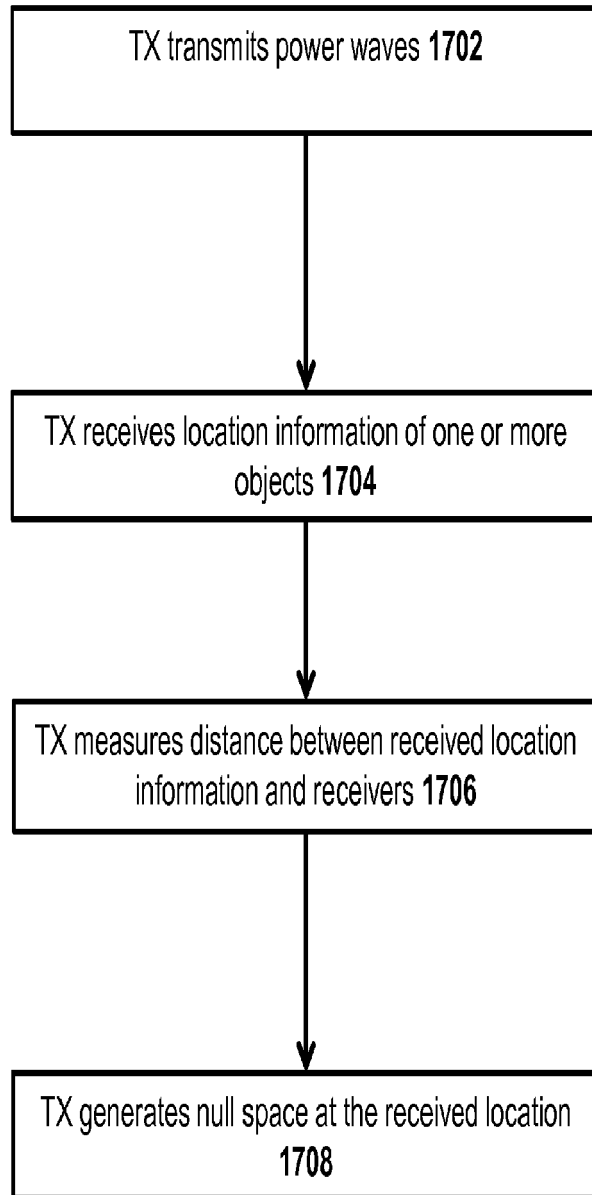 TX transmits power waves 1702
TX receives location information of one or more
objects 1704
TX measures distance between received location
information and receivers 1706
TX generates null space at the received location
1708